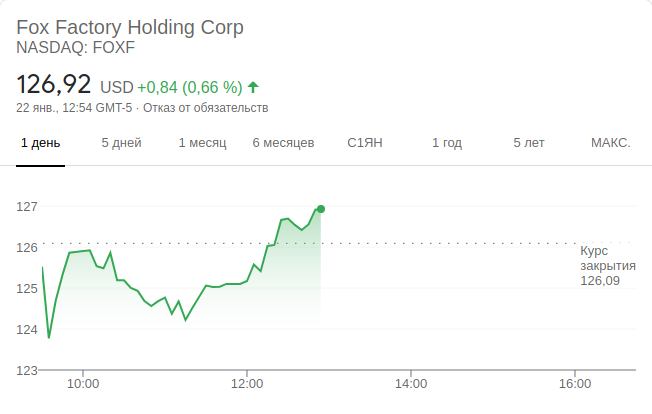 Fox Factory Holding Corp
NASDAQ: FOXF
126,92 USD +0,84 (0,66 %)
22 янв., 12:54 GMT-5 · Отказ от обязательств
1 день 5 дней 1 месяц 6 месяцев С1ЯН 1 год 5 лет МАКС.
127
126
Курс
закрытия
126,09
125
124
123
10:00 12:00 14:00 16:00